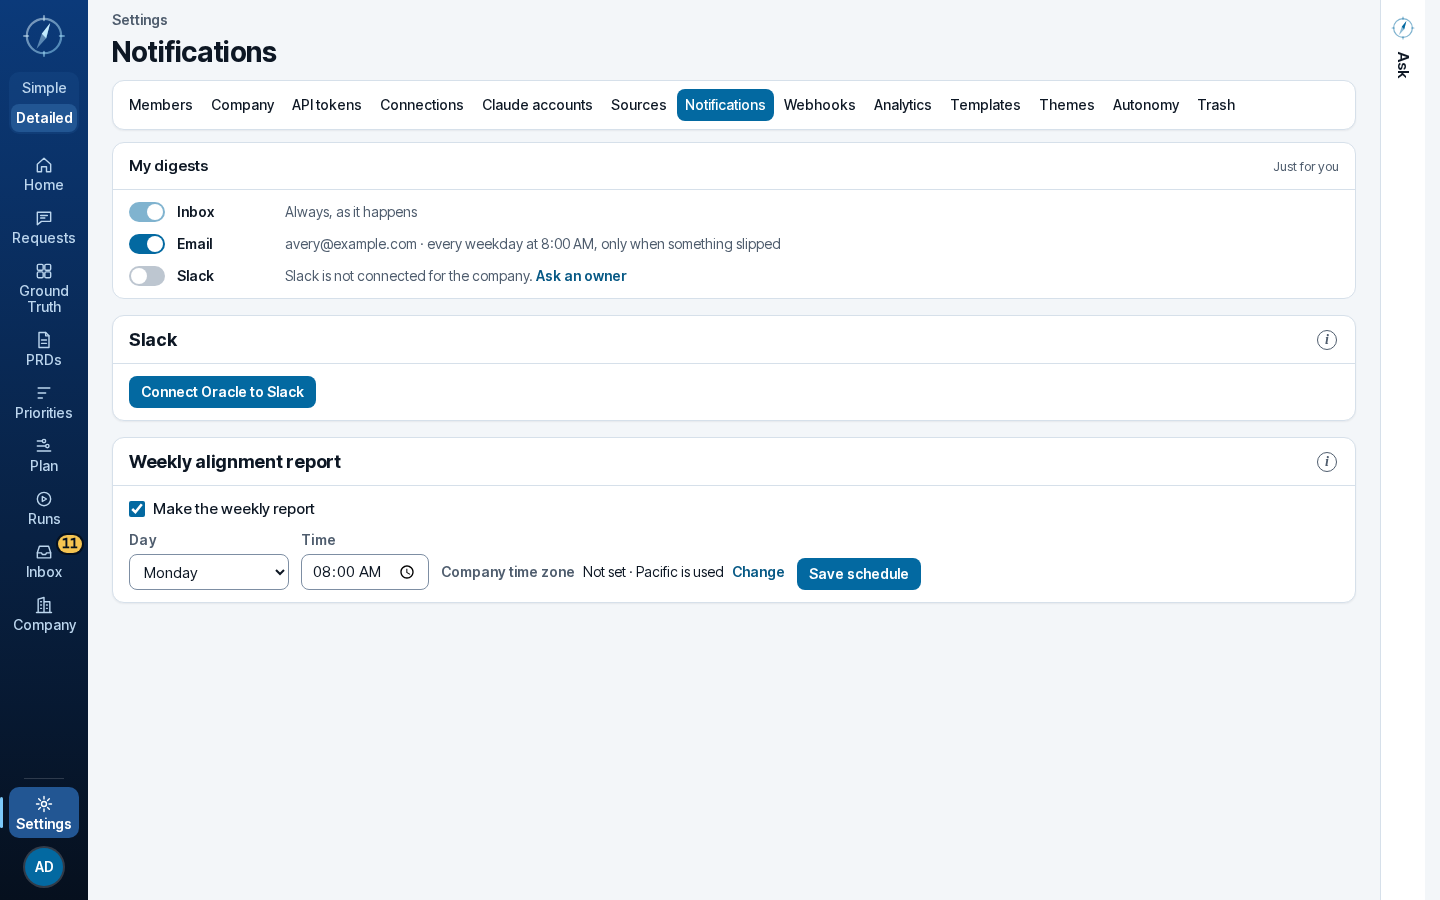 Settings
Notifications
Simple
Detailed
Home
Requests
Ground
Truth
PRDs
Priorities
Plan
Runs
11
Inbox
Company
Settings
AD
Members Company API tokens Connections Claude accounts Sources Notifications Webhooks Analytics Templates Themes Autonomy Trash
My digests Just for you
Inbox Always, as it happens
Email avery@example.com · every weekday at 8:00 AM, only when something slipped
Slack Slack is not connected for the company. Ask an owner
Slack i
Connect Oracle to Slack
Weekly alignment report i
Make the weekly report
Day Time
Monday 08:00 AM Company time zone Not set · Pacific is used Change Save schedule
Ask